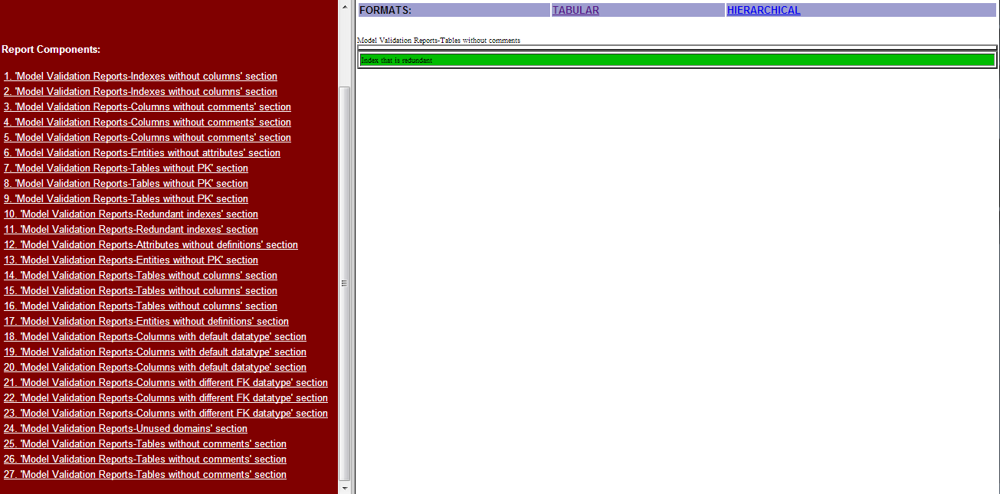 Report Components:
1. 'Model Validation Reports-Indexes without columns' section
2. 'Model Validation Reports-Indexes without columns' section
3. 'Model Validation Reports-Columns without comments' section
4. 'Model Validation Reports-Columns without comments' section
5. 'Model Validation Reports-Columns without comments' section
6. 'Model Validation Reports-Entities without attributes' section
7. 'Model Validation Reports-Tables without PK' section
8. 'Model Validation Reports-Tables without PK' section
9. 'Model Validation Reports-Tables without PK' section
10. 'Model Validation Reports-Redundant indexes' section
11. 'Model Validation Reports-Redundant indexes' section
12. 'Model Validation Reports-Attributes without definitions' section
13. 'Model Validation Reports-Entities without PK' section
14. 'Model Validation Reports-Tables without columns' section
15. 'Model Validation Reports-Tables without columns' section
16. 'Model Validation Reports-Tables without columns' section
17. 'Model Validation Reports-Entities without definitions' section
18. 'Model Validation Reports-Columns with default datatype' section
19. 'Model Validation Reports-Columns with default datatype' section
20. 'Model Validation Reports-Columns with default datatype' section
21. 'Model Validation Reports-Columns with different FK datatype' section
22. 'Model Validation Reports-Columns with different FK datatype' section
23. 'Model Validation Reports-Columns with different FK datatype' section
24. 'Model Validation Reports-Unused domains' section
25. 'Model Validation Reports-Tables without comments' section
26. 'Model Validation Reports-Tables without comments' section
27. 'Model Validation Reports-Tables without comments' section
FORMATS: TABULAR HIERARCHICAL
Model Validation Reports-Tables without comments
Index that is redundant